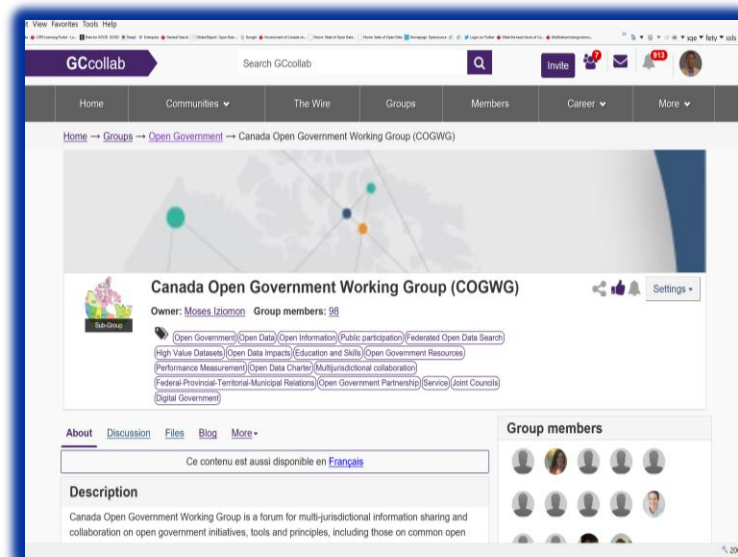 View Favorites Tools Help
GCcollab
Search GCcollab
Invite
7
913
Home Communities The Wire Groups Members Career More
Home → Groups → Open Government → Canada Open Government Working Group (COGWG)
Canada Open Government Working Group (COGWG)
Settings
Sub-Group
Owner: Moses Iziomon Group members: 98
Open Government Open Data Open Information Public participation Federated Open Data Search
High Value Datasets Open Data Impacts Education and Skills Open Government Resources
Performance Measurement Open Data Charter Multijurisdictional collaboration
Federal-Provincial-Territorial-Municipal Relations Open Government Partnership Service Joint Councils
Digital Government
About Discussion Files Blog More
Group members
Ce contenu est aussi disponible en Français
Description
Canada Open Government Working Group is a forum for multi-jurisdictional information sharing and
collaboration on open government initiatives, tools and principles, including those on common open